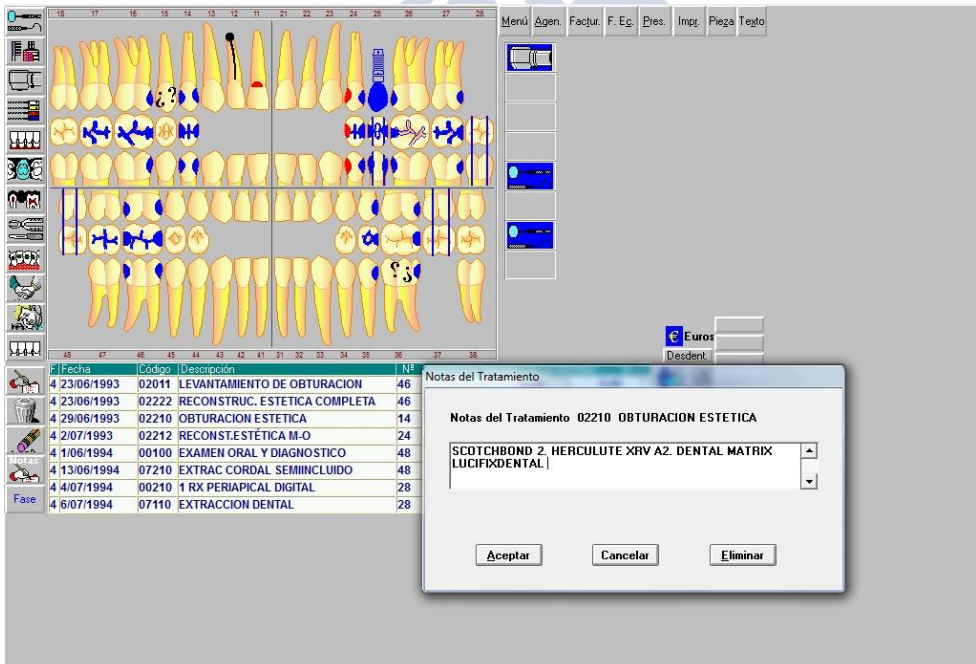 Menú Agen. Factur. F. Ec. Pres. Impr. Pieza Texto
18 17 16 15 14 13 12 11 21 22 23 24 25 26 27 28
¿?
¿?
48 47 46 45 44 43 42 41 31 32 33 34 35 36 37 38
€ Euros
Desdent.
Notas
Fase
F Fecha Código Descripción Nº
4 23/06/1993 02011 LEVANTAMIENTO DE OBTURACION 46
4 23/06/1993 02222 RECONSTRUC. ESTETICA COMPLETA 46
4 29/06/1993 02210 OBTURACION ESTETICA 14
4 2/07/1993 02212 RECONST.ESTÉTICA M-O 24
4 1/06/1994 00100 EXAMEN ORAL Y DIAGNOSTICO 48
4 13/06/1994 07210 EXTRAC CORDAL SEMIINCLUIDO 48
4 4/07/1994 00210 1 RX PERIAPICAL DIGITAL 28
4 6/07/1994 07110 EXTRACCION DENTAL 28
Notas del Tratamiento
Notas del Tratamiento 02210 OBTURACION ESTETICA
SCOTCHBOND 2. HERCULUTE XRV A2. DENTAL MATRIX
LUCIFIXDENTAL
Aceptar Cancelar Eliminar